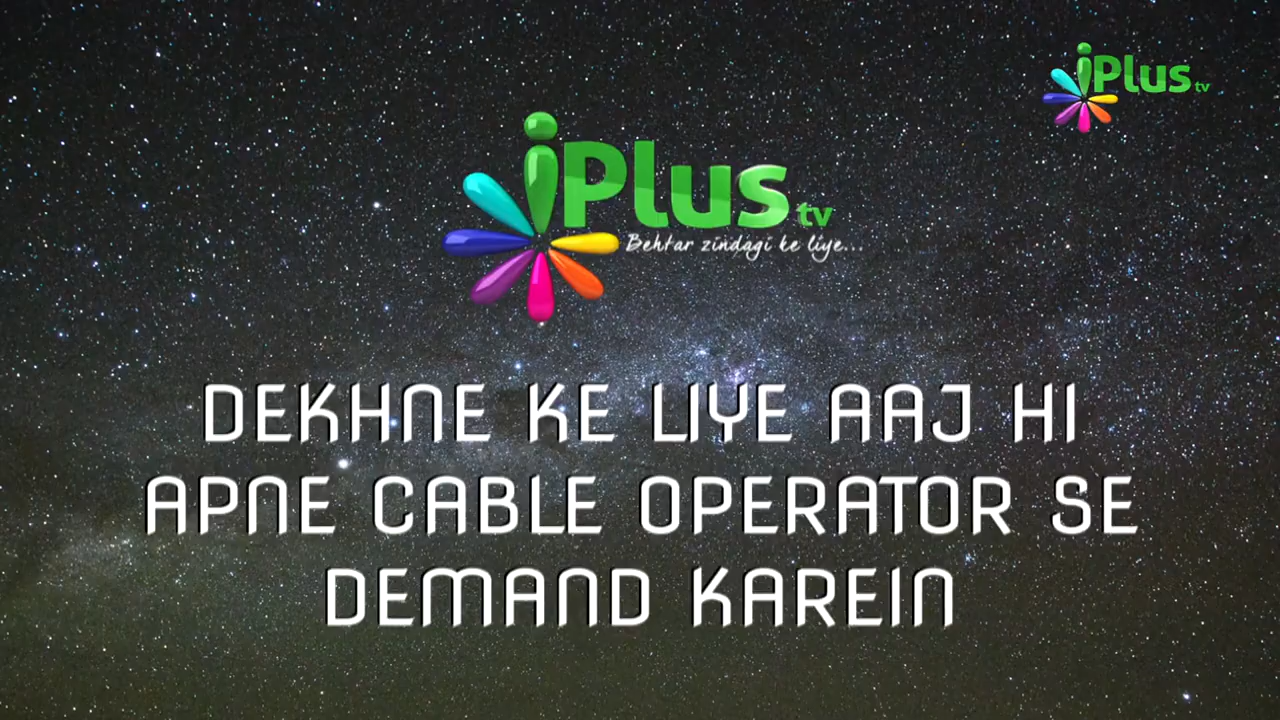 iPlus tv
iPlus tv
Behtar zindagi ke liye...
DEKHNE KE LIYE AAJ HI
APNE CABLE OPERATOR SE
DEMAND KAREIN